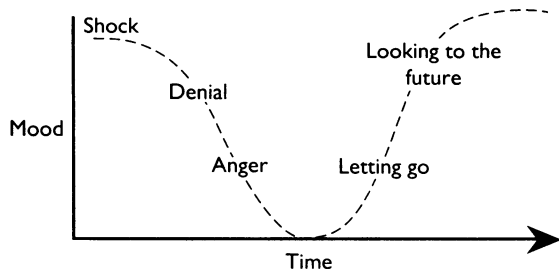 Shock
Looking to the
future
Denial
Mood
Anger
Letting go
Time